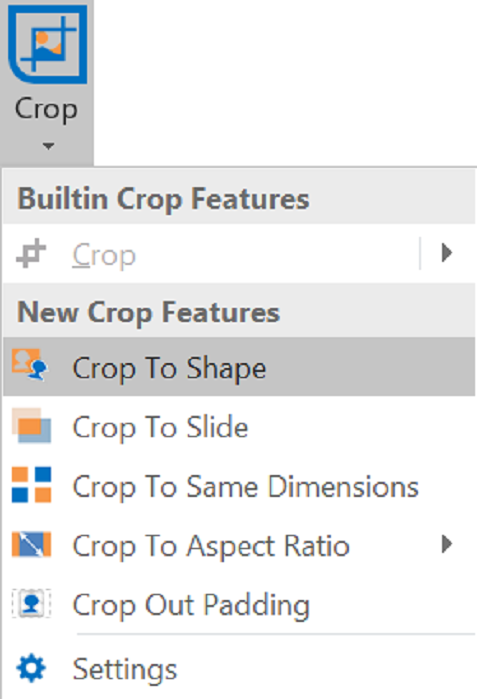 Crop
Builtin Crop Features
Crop
New Crop Features
Crop To Shape
Crop To Slide
Crop To Same Dimensions
Crop To Aspect Ratio
Crop Out Padding
Settings